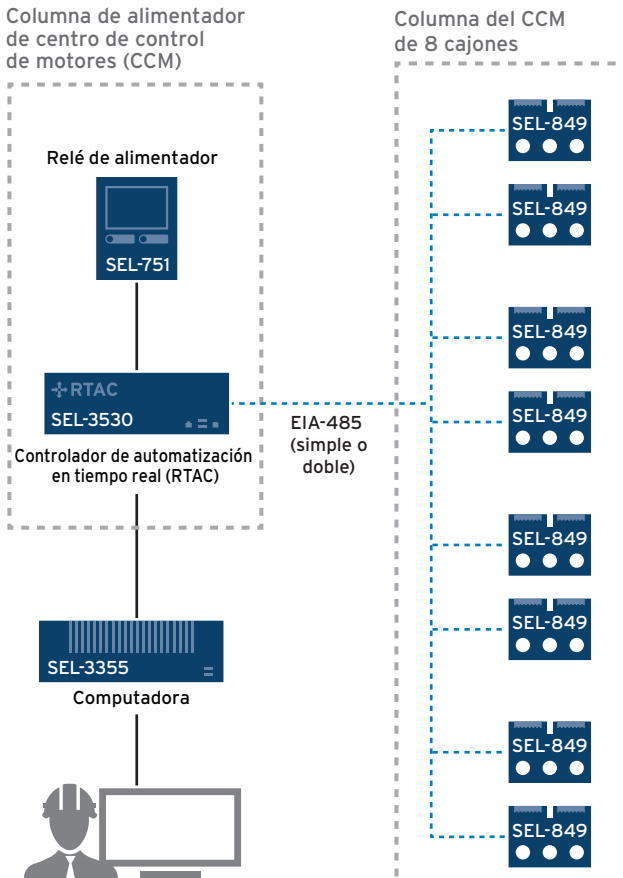 Columna de alimentador
de centro de control
de motores (CCM)
Relé de alimentador
SEL-751
RTAC
SEL-3530
Controlador de automatización
en tiempo real (RTAC)
SEL-3355
Computadora
EIA-485
(simple o
doble)
Columna del CCM
de 8 cajones
SEL-849
SEL-849
SEL-849
SEL-849
SEL-849
SEL-849
SEL-849
SEL-849